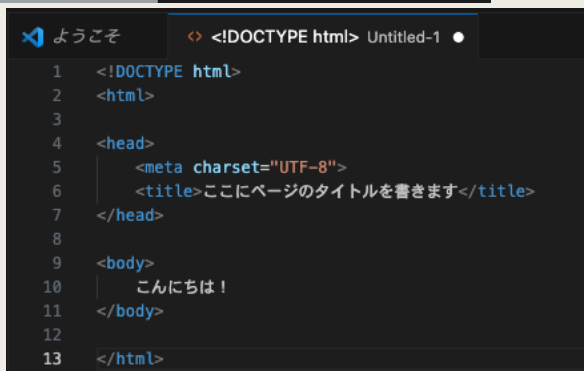 ようこそ
<> <!DOCTYPE html> Untitled-1 ●
1 <!DOCTYPE html>
2 <html>
3
4 <head>
5     <meta charset="UTF-8">
6     <title>ここにページのタイトルを書きます</title>
7 </head>
8
9 <body>
10     こんにちは！
11 </body>
12
13 </html>